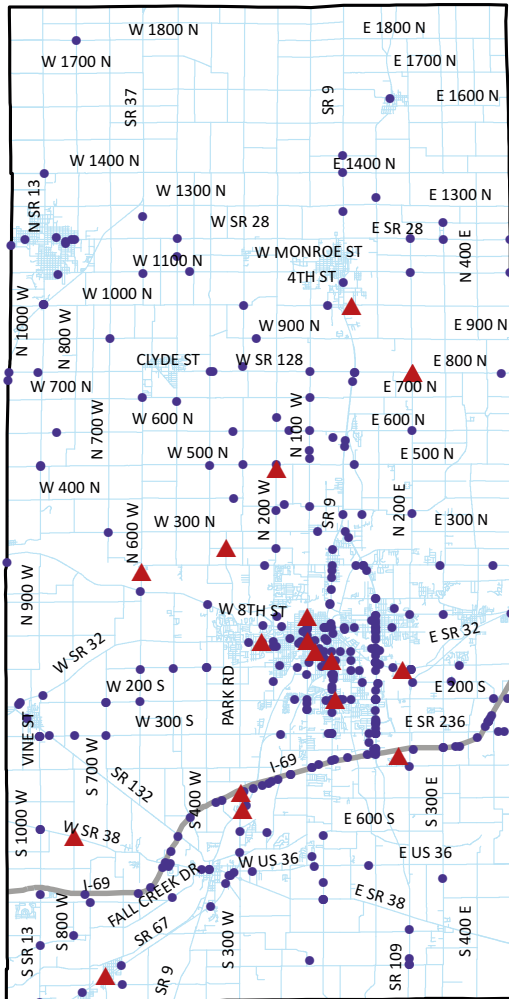 W 1800 N
E 1800 N
W 1700 N
E 1700 N
SR 37
SR 9
E 1600 N
W 1400 N
E 1400 N
N SR 13
W 1300 N
E 1300 N
W SR 28
E SR 28
W MONROE ST
W 1100 N
4TH ST
N 400 E
W 1000 N
N 1000 W
N 800 W
W 900 N
E 900 N
CLYDE ST
W SR 128
E 800 N
W 700 N
E 700 N
N 700 W
W 600 N
N 100 W
E 600 N
W 500 N
E 500 N
W 400 N
N 200 W
SR 9
N 200 E
W 300 N
E 300 N
N 600 W
N 900 W
W 8TH ST
E SR 32
W SR 32
PARK RD
W 200 S
E 200 S
VINE ST
W 300 S
E SR 236
S 700 W
I-69
SR 132
S 400 W
S 300 E
S 1000 W
W SR 38
E 600 S
W US 36
E US 36
I-69
FALL CREEK DR
E SR 38
S SR 13
S 800 W
SR 67
S 300 W
S 400 E
SR 9
SR 109